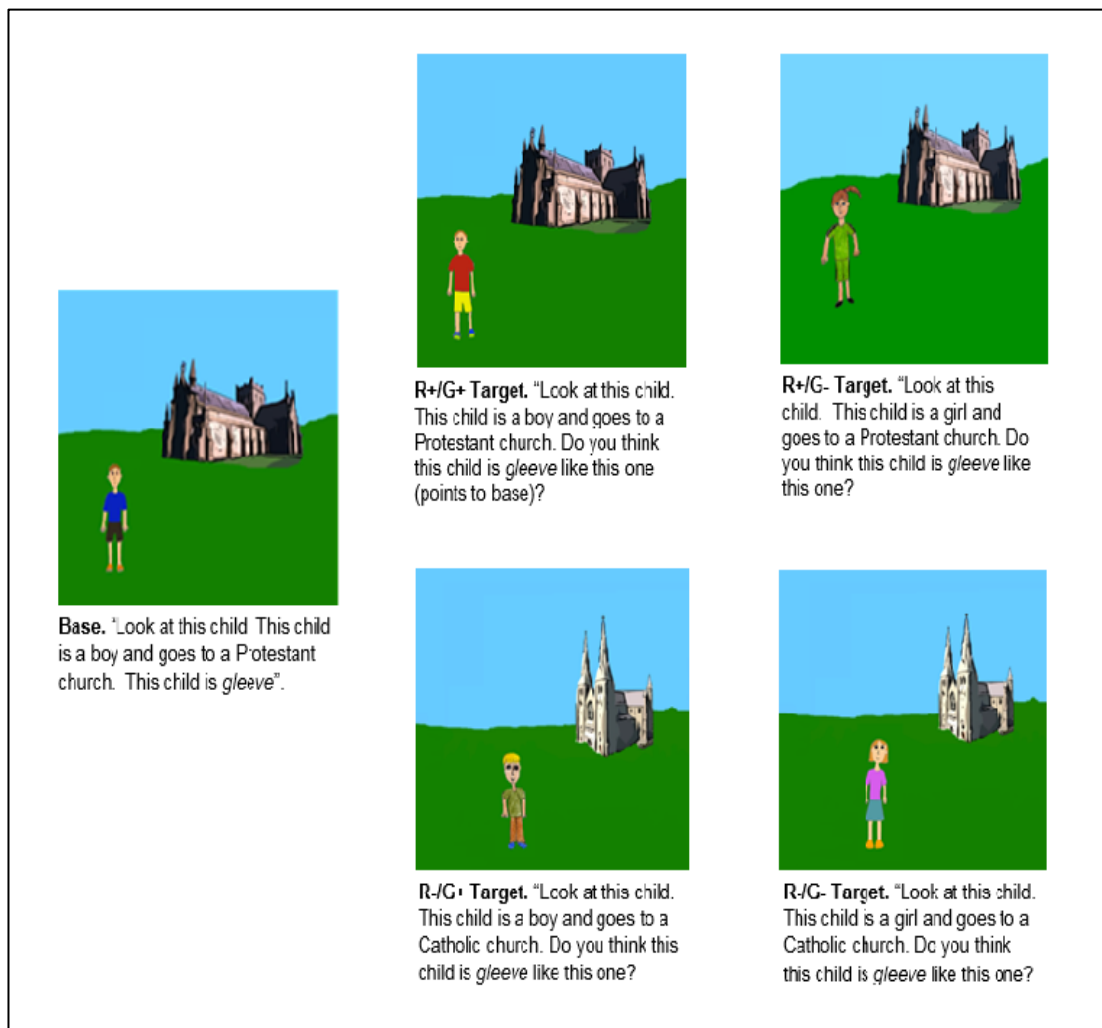 R+/G+ Target. “Look at this child.
This child is a boy and goes to a
Protestant church. Do you think
this child is gleeve like this one
(points to base)?
R+/G- Target. “Look at this
child. This child is a girl and
goes to a Protestant church. Do
you think this child is gleeve like
this one?
Base. “Look at this child This child
is a boy and goes to a Protestant
church. This child is gleeve”.
R-/G+ Target. “Look at this child.
This child is a boy and goes to a
Catholic church. Do you think this
child is gleeve like this one?
R-/G- Target. “Look at this child.
This child is a girl and goes to a
Catholic church. Do you think
this child is gleeve like this one?